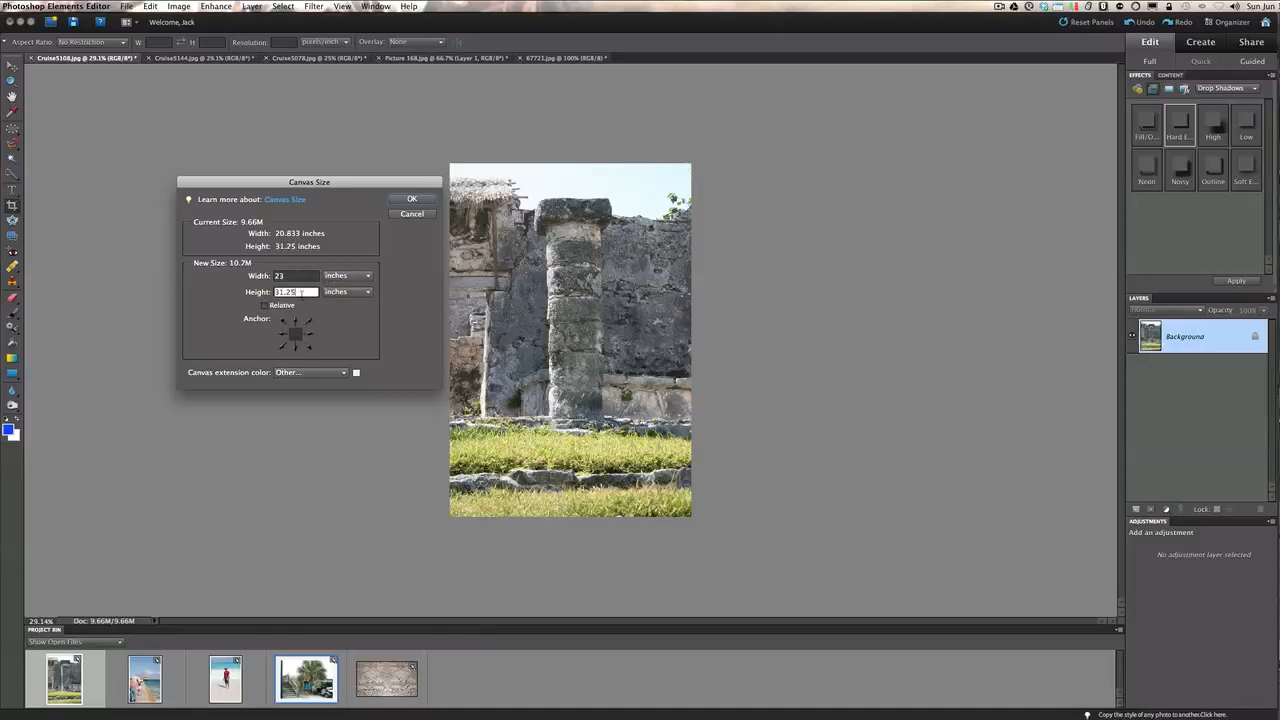 Photoshop Elements Editor File Edit Image Enhance Layer Select Filter View Window Help Sun Jun
Welcome, Jack Reset Panels Undo Redo Organizer
Aspect Ratio No Restriction W: H: Resolution: pixels/inch Overlay: None
Cruise5108.jpg @ 29.1% (RGB/8*) * Cruise5144.jpg @ 29.1% (RGB/8*) * Cruise5078.jpg @ 25% (RGB/8*) * Picture 168.jpg @ 66.7% (Layer 1, RGB/8*) * 67721.jpg @ 100% (RGB/8) *
Edit Create Share
Full Quick Guided
EFFECTS CONTENT
Drop Shadows
Fill/O... Hard E... High Low
Neon Noisy Outline Soft E...
Apply
Canvas Size
Learn more about: Canvas Size OK
Cancel
Current Size: 9.66M
Width: 20.833 inches
Height: 31.25 inches
New Size: 10.7M
Width: 23 inches
Height: 31.25 inches
Relative
Anchor:
Canvas extension color: Other...
LAYERS
Normal Opacity: 100%
Background
Lock:
ADJUSTMENTS
Add an adjustment
No adjustment layer selected
29.14% Doc: 9.66M/9.66M
PROJECT BIN
Show Open Files
Copy the style of any photo to another.Click here.